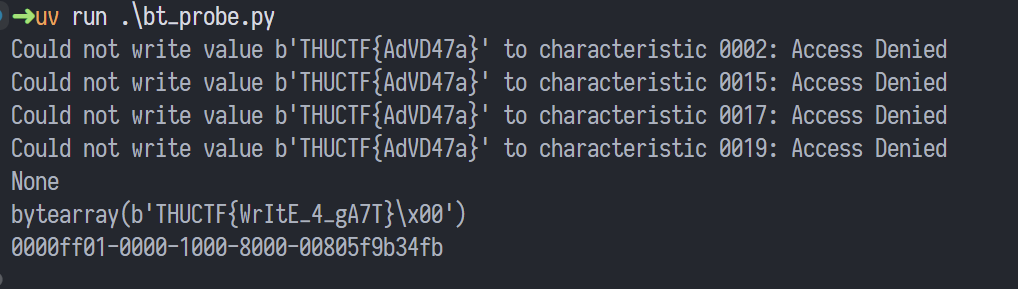 ➜uv run .\bt_probe.py
Could not write value b'THUCTF{AdVD47a}' to characteristic 0002: Access Denied
Could not write value b'THUCTF{AdVD47a}' to characteristic 0015: Access Denied
Could not write value b'THUCTF{AdVD47a}' to characteristic 0017: Access Denied
Could not write value b'THUCTF{AdVD47a}' to characteristic 0019: Access Denied
None
bytearray(b'THUCTF{WrItE_4_gA7T}\x00')
0000ff01-0000-1000-8000-00805f9b34fb